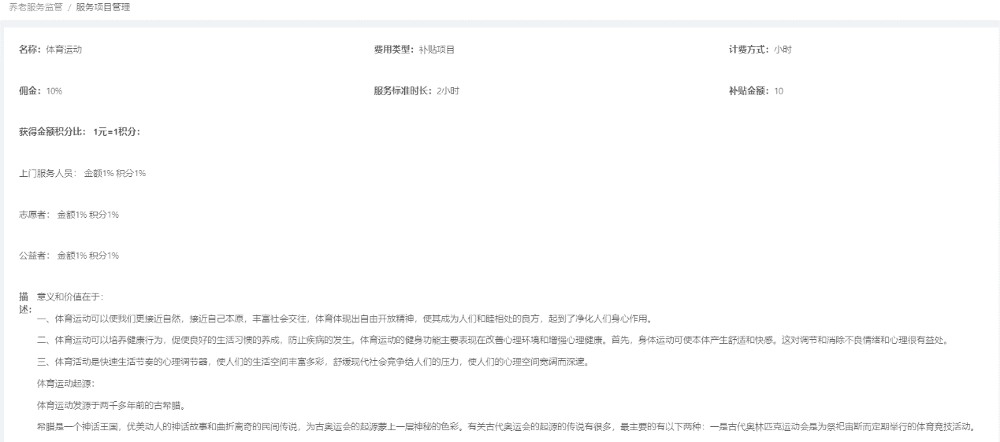 养老服务监管 / 服务项目管理
名称：体育运动 费用类型：补贴项目 计费方式：小时
佣金：10% 服务标准时长：2小时 补贴金额：10
获得金额积分比： 1元=1积分：
上门服务人员： 金额1% 积分1%
志愿者： 金额1% 积分1%
公益者： 金额1% 积分1%
描述： 意义和价值在于：
一、体育运动可以使我们更接近自然，接近自己本原，丰富社会交往，体育体现出自由开放精神，使其成为人们和睦相处的良方，起到了净化人们身心作用。
二、体育运动可以培养健康行为，促使良好的生活习惯的养成，防止疾病的发生。体育运动的健身功能主要表现在改善心理环境和增强心理健康。首先，身体运动可使本体产生舒适和快感。这对调节和消除不良情绪和心理很有益处。
三、体育活动是快速生活节奏的心理调节器，使人们的生活空间丰富多彩，舒缓现代社会竞争给人们的压力，使人们的心理空间宽阔而深邃。
体育运动起源：
体育运动发源于两千多年前的古希腊。
希腊是一个神话王国，优美动人的神话故事和曲折离奇的民间传说，为古奥运会的起源蒙上一层神秘的色彩。有关古代奥运会的起源的传说有很多，最主要的有以下两种：一是古代奥林匹克运动会是为祭祀宙斯而定期举行的体育竞技活动。